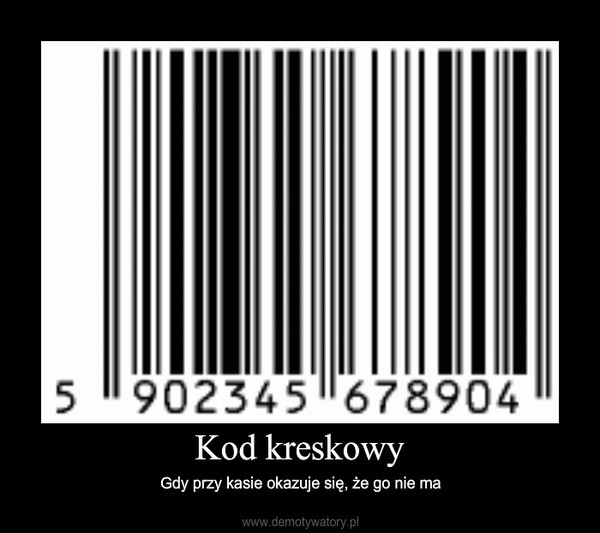 5 902345 678904
Kod kreskowy
Gdy przy kasie okazuje się, że go nie ma
www.demotywatory.pl